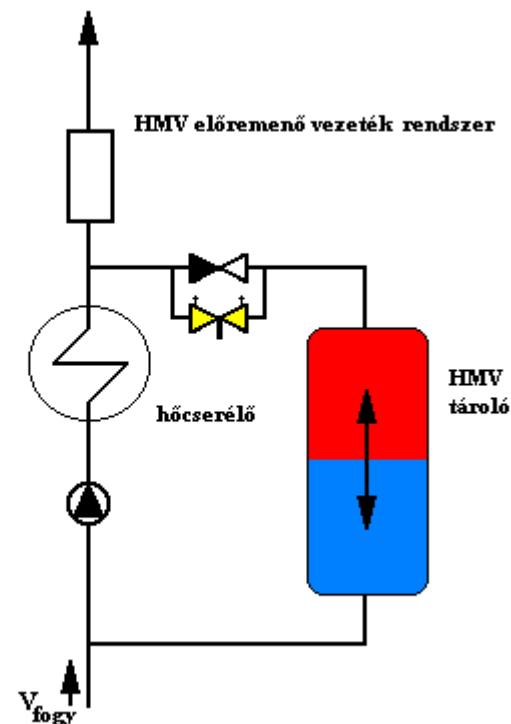 HMV előremenő vezeték rendszer
HMV
tároló
hőcserélő
Vfogy